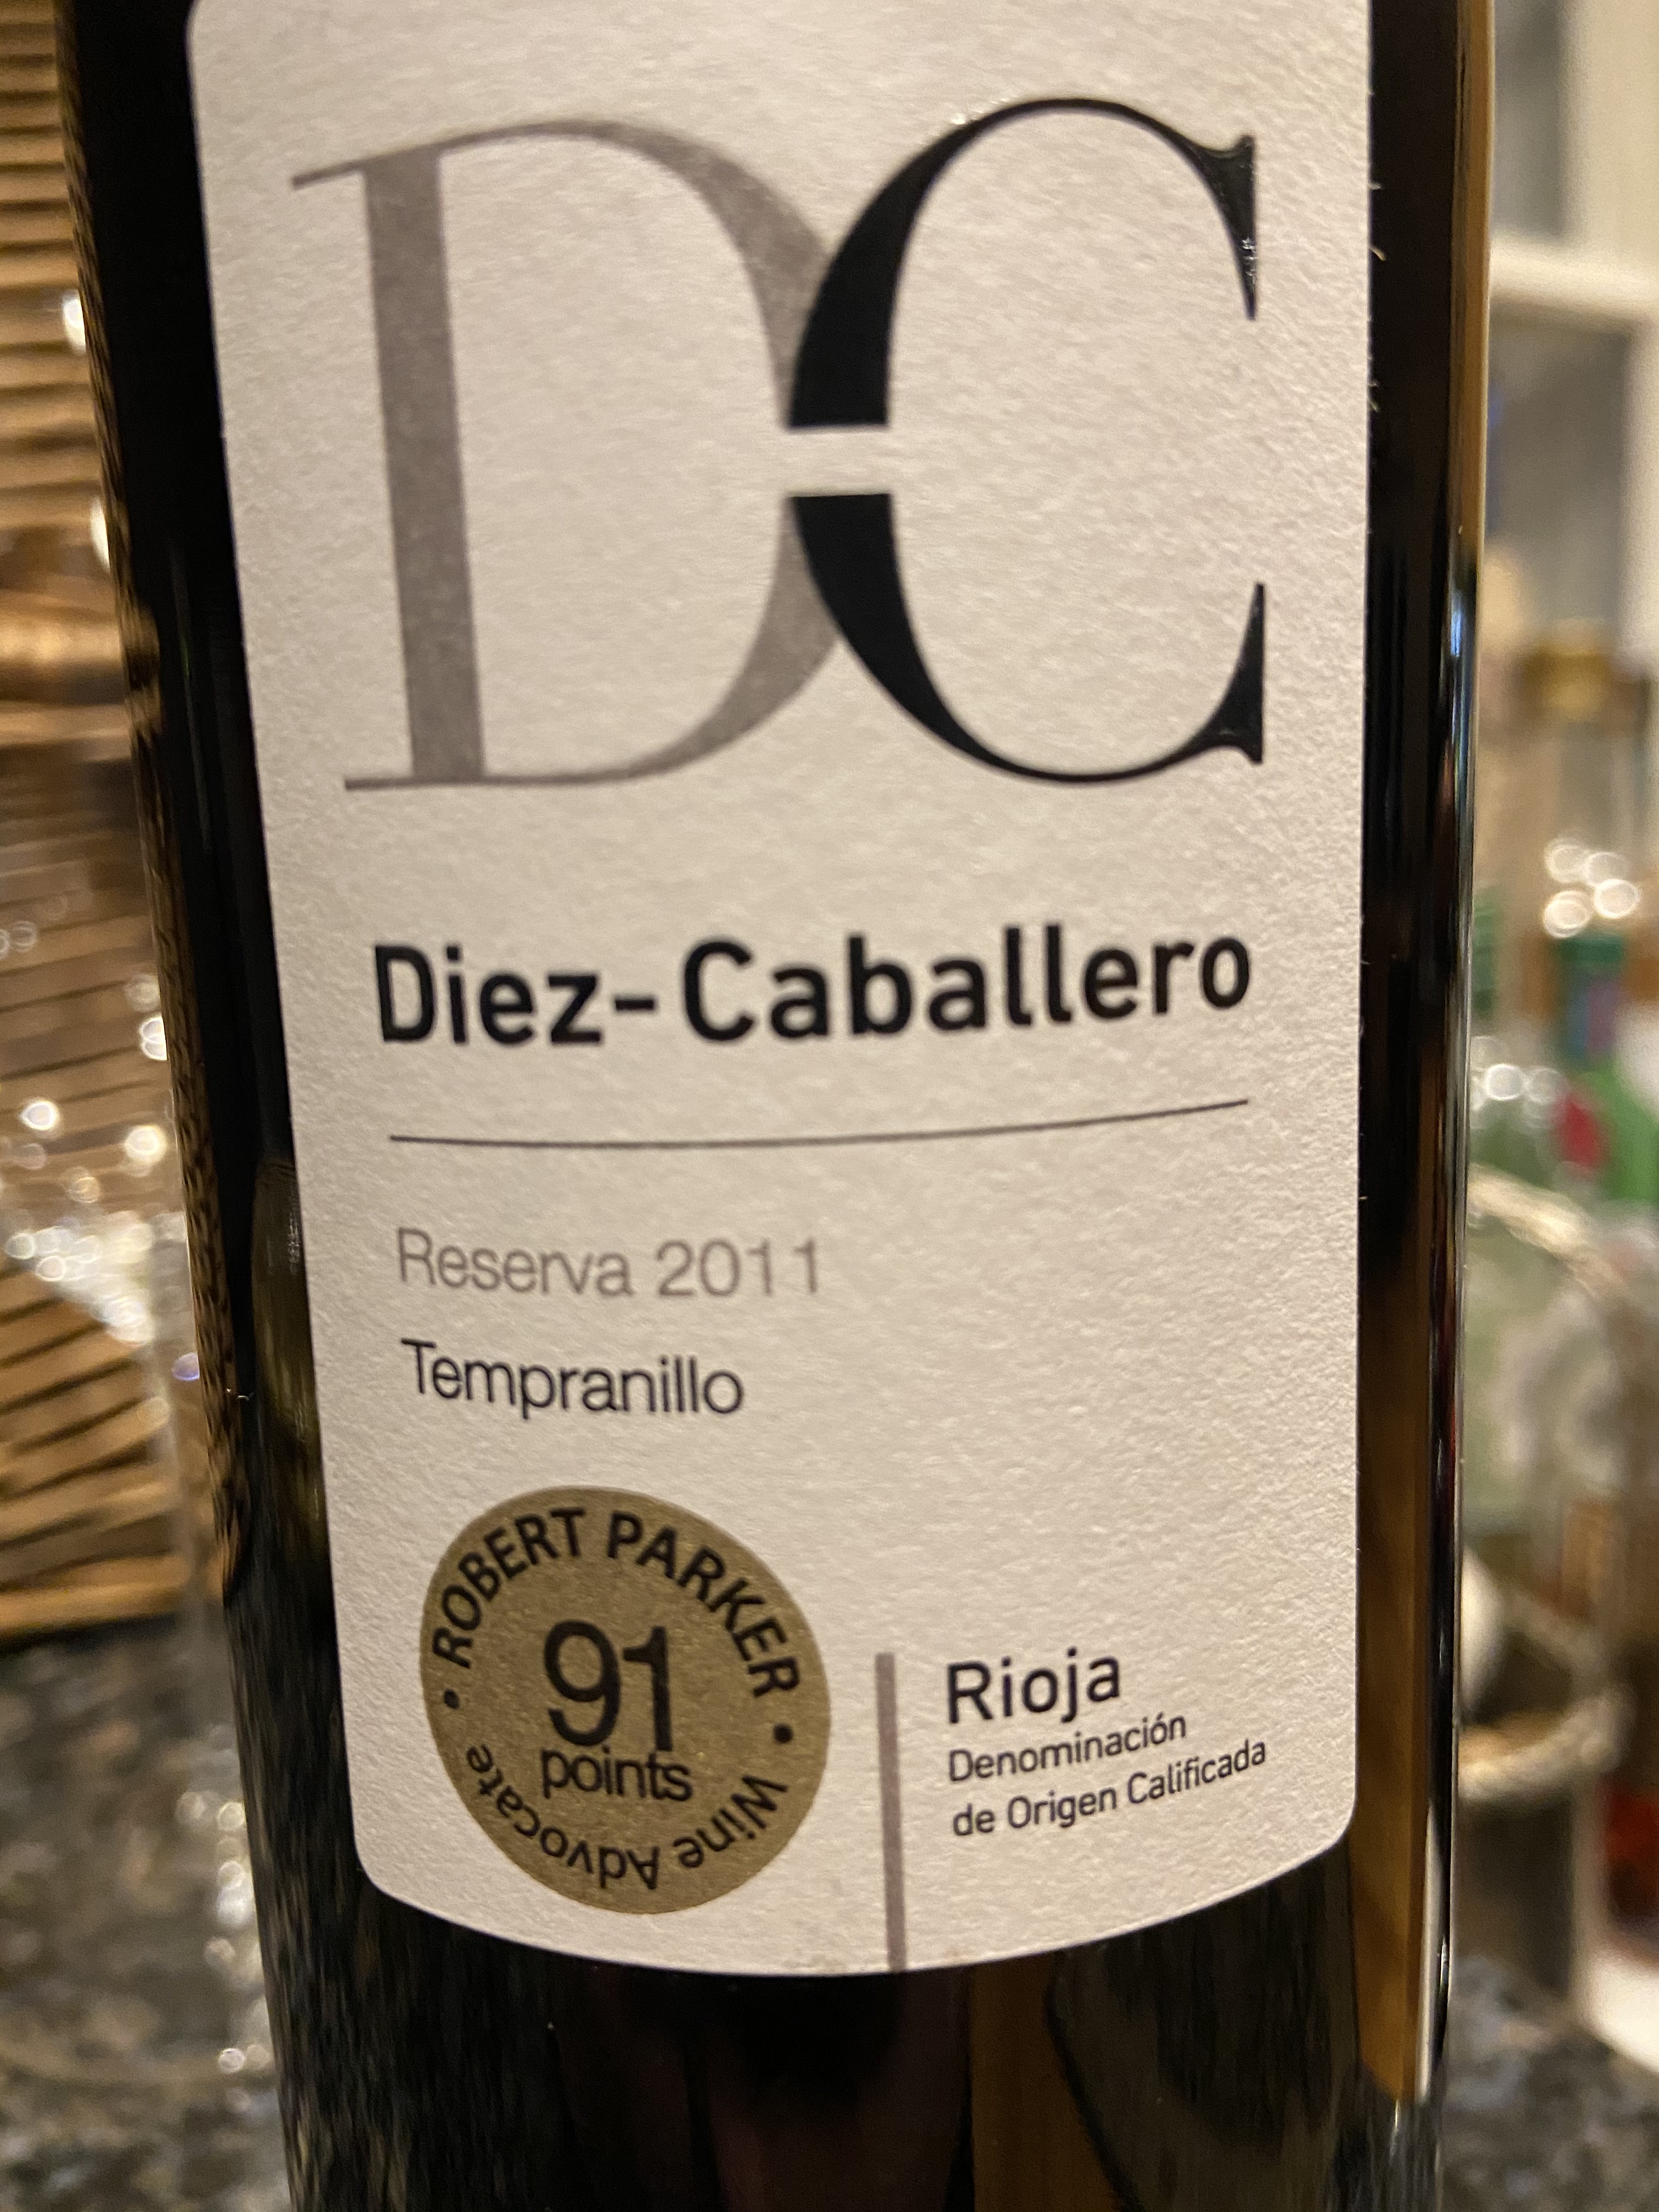 DC
Diez-Caballero
Reserva 2011
Tempranillo
• ROBERT PARKER •
91
points
Wine Advocate
Rioja
Denominación
de Origen Calificada